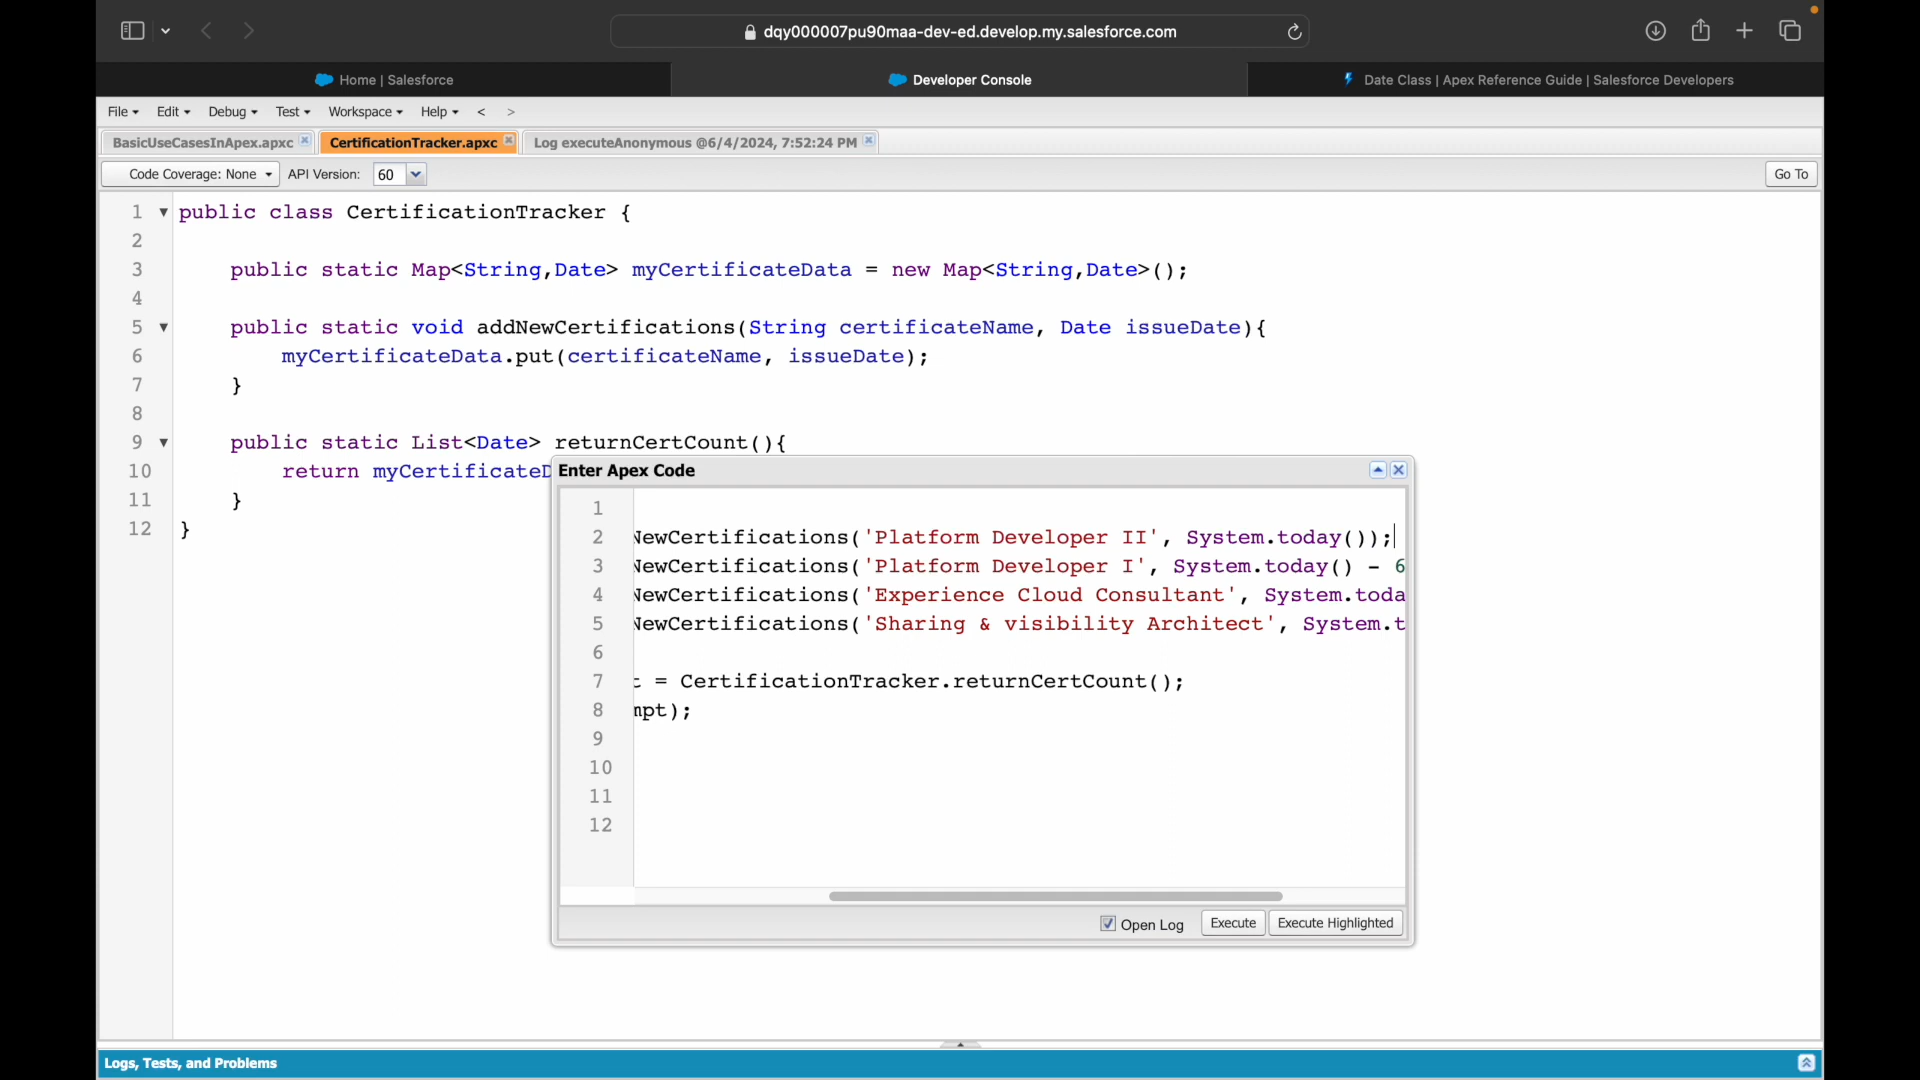 dqy000007pu90maa-dev-ed.develop.my.salesforce.com
Home | Salesforce
Developer Console
Date Class | Apex Reference Guide | Salesforce Developers
File Edit Debug Test Workspace Help < >
BasicUseCasesInApex.apxc
CertificationTracker.apxc
Log executeAnonymous @6/4/2024, 7:52:24 PM
Code Coverage: None API Version: 60
Go To
1 public class CertificationTracker {
2
3 public static Map<String,Date> myCertificateData = new Map<String,Date>();
4
5 public static void addNewCertifications(String certificateName, Date issueDate){
6 myCertificateData.put(certificateName, issueDate);
7 }
8
9 public static List<Date> returnCertCount(){
10 return myCertificateD
11 }
12 }
Enter Apex Code
1
2 NewCertifications('Platform Developer II', System.today());
3 NewCertifications('Platform Developer I', System.today() - 6
4 NewCertifications('Experience Cloud Consultant', System.toda
5 NewCertifications('Sharing & visibility Architect', System.t
6
7 t = CertificationTracker.returnCertCount();
8 mpt);
9
10
11
12
Open Log Execute Execute Highlighted
Logs, Tests, and Problems